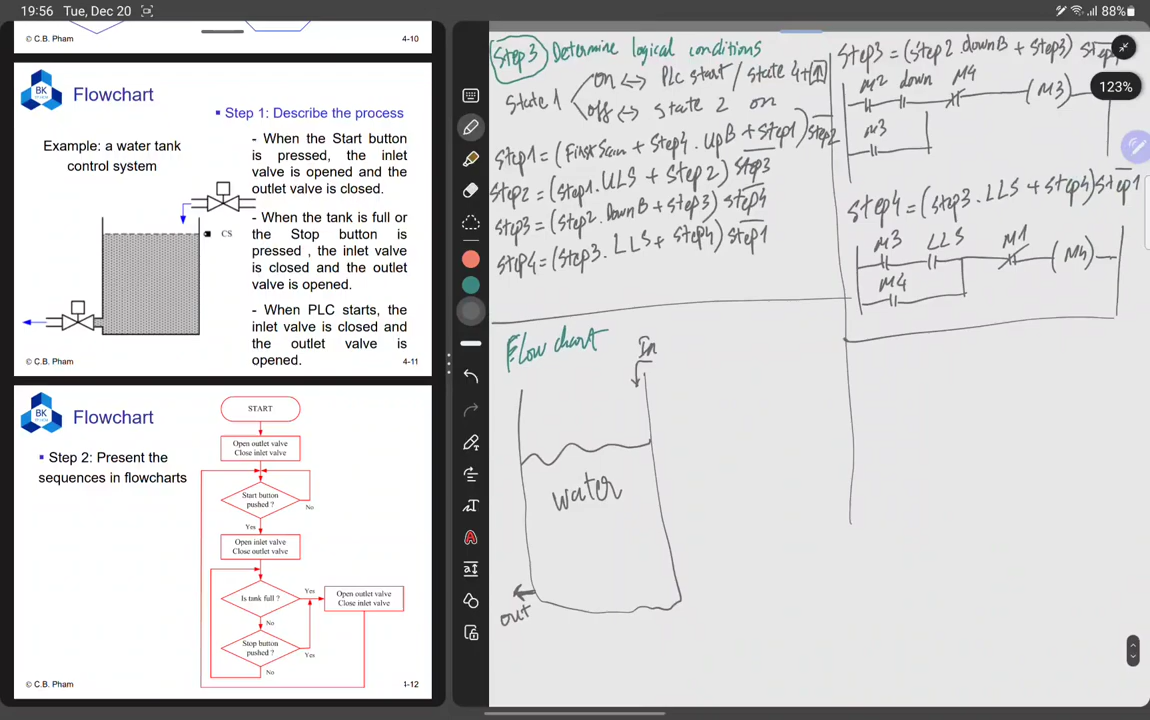 19:56 Tue, Dec 20
88%
© C.B. Pham
4-10
BK
Flowchart
▪ Step 1: Describe the process
Example: a water tank
control system
- When the Start button
is pressed, the inlet
valve is opened and the
outlet valve is closed.
- When the tank is full or
the Stop button is
pressed , the inlet valve
is closed and the outlet
valve is opened.
- When PLC starts, the
inlet valve is closed and
the outlet valve is
opened.
CS
© C.B. Pham
4-11
BK
Flowchart
▪ Step 2: Present the
sequences in flowcharts
START
Open outlet valve
Close inlet valve
Start button
pushed ?
No
Yes
Open inlet valve
Close outlet valve
Is tank full ?
Yes
Open outlet valve
Close inlet valve
No
Stop button
pushed ?
Yes
No
© C.B. Pham
4-12
Step 3 Determine logical conditions
State 1
on <-> PLC start / state 4 + [↑]
off <-> state 2 on
Step1 = (First Scan + Step4 . UpB + Step1) S̅t̅e̅p̅2̅
Step2 = (Step1 . ULS + Step2) S̅t̅e̅p̅3̅
Step3 = (Step2 . DownB + Step3) S̅t̅e̅p̅4̅
Step4 = (Step3 . LLS + Step4) S̅t̅e̅p̅1̅
Flow chart
In
water
out
Step3 = (Step2 . downB + Step3) S̅t̅e̅p̅
123%
M2 down M4
(M3)
M3
Step4 = (Step3 . LLS + Step4) S̅t̅e̅p̅1̅
M3 LLS M1
(M4)
M4